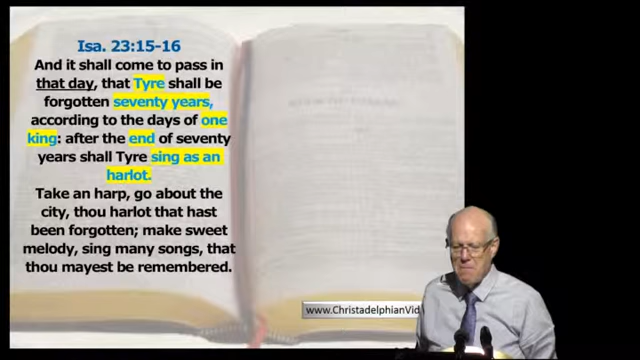 Isa. 23:15-16
And it shall come to pass in
that day, that Tyre shall be
forgotten seventy years,
according to the days of one
king: after the end of seventy
years shall Tyre sing as an
harlot.
Take an harp, go about the
city, thou harlot that hast
been forgotten; make sweet
melody, sing many songs, that
thou mayest be remembered.
www.ChristadelphianVid